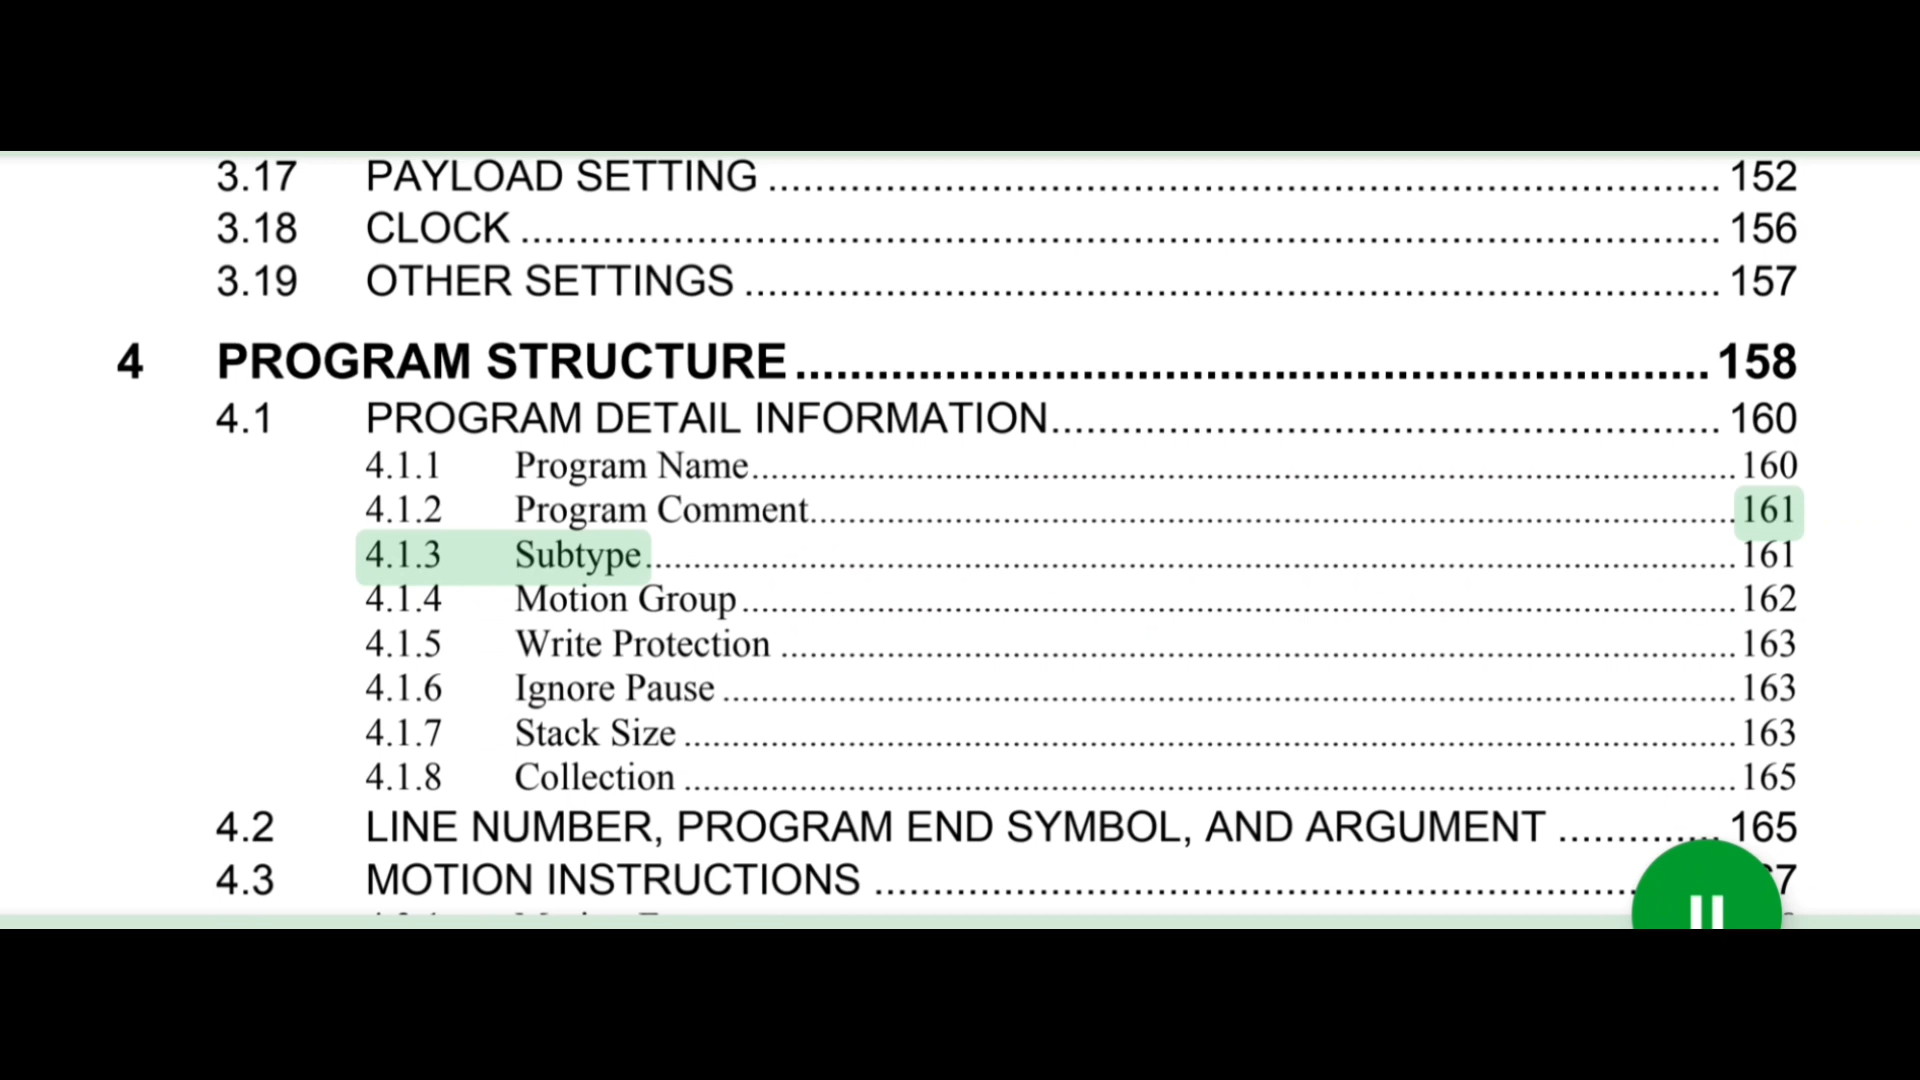 3.17 PAYLOAD SETTING ........ 152
3.18 CLOCK ........ 156
3.19 OTHER SETTINGS ........ 157
4 PROGRAM STRUCTURE ........ 158
4.1 PROGRAM DETAIL INFORMATION ........ 160
4.1.1 Program Name ........ 160
4.1.2 Program Comment ........ 161
4.1.3 Subtype ........ 161
4.1.4 Motion Group ........ 162
4.1.5 Write Protection ........ 163
4.1.6 Ignore Pause ........ 163
4.1.7 Stack Size ........ 163
4.1.8 Collection ........ 165
4.2 LINE NUMBER, PROGRAM END SYMBOL, AND ARGUMENT ........ 165
4.3 MOTION INSTRUCTIONS ........